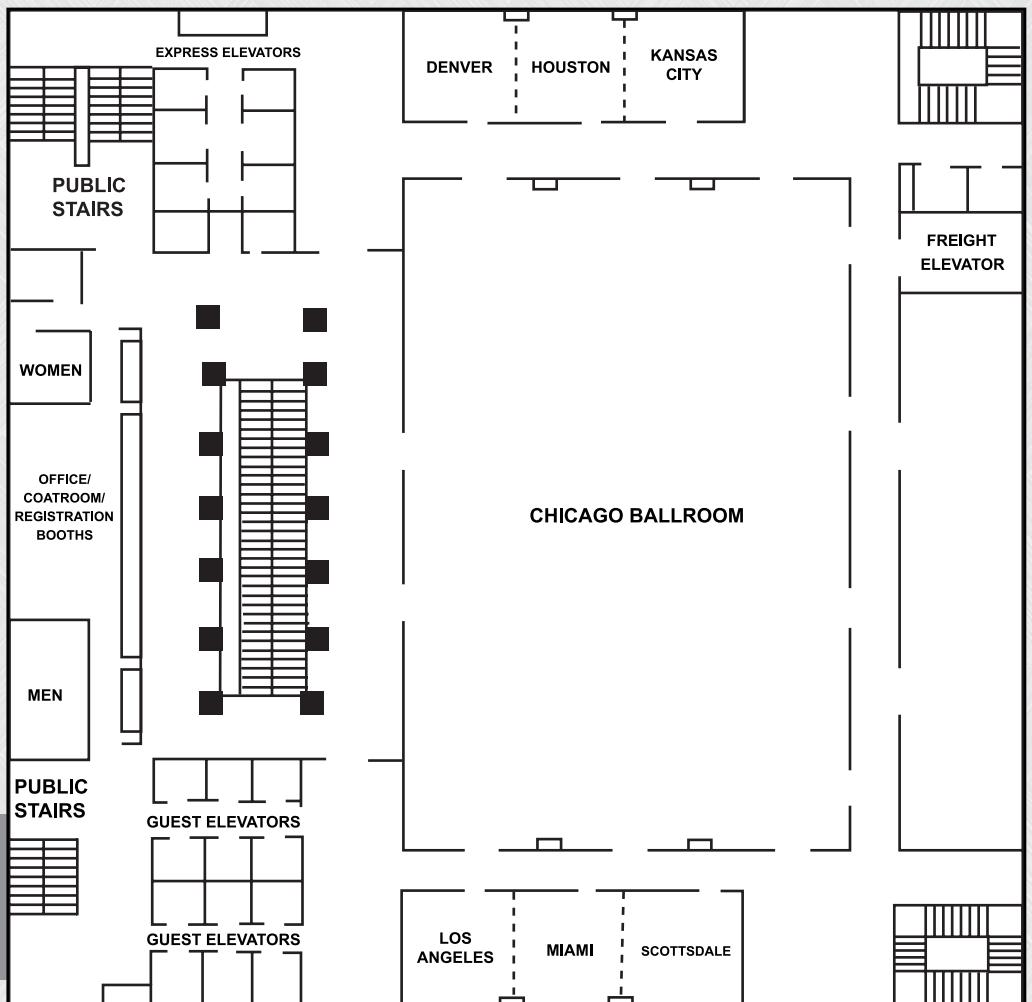 EXPRESS ELEVATORS
DENVER
HOUSTON
KANSAS
CITY
PUBLIC
STAIRS
FREIGHT
ELEVATOR
WOMEN
OFFICE/
COATROOM/
REGISTRATION
BOOTHS
CHICAGO BALLROOM
MEN
PUBLIC
STAIRS
GUEST ELEVATORS
GUEST ELEVATORS
LOS
ANGELES
MIAMI
SCOTTSDALE